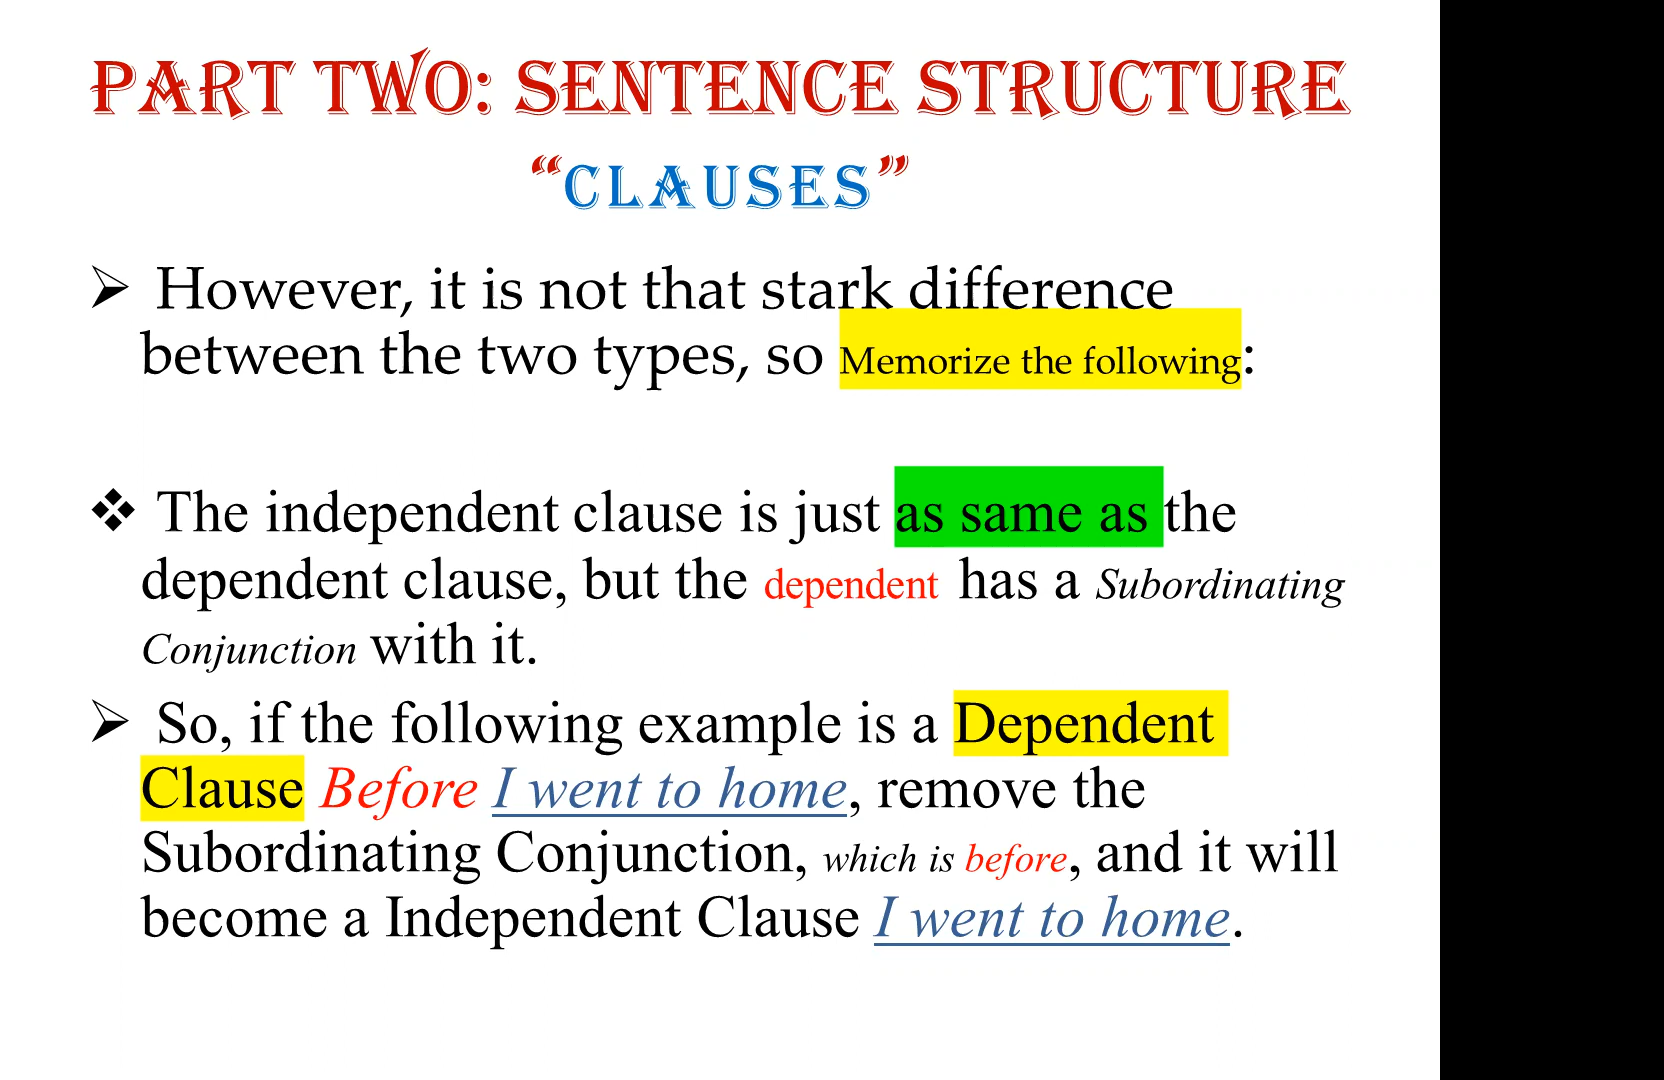 PART TWO: SENTENCE STRUCTURE
“CLAUSES”
➢ However, it is not that stark difference
between the two types, so Memorize the following:
❖ The independent clause is just as same as the
dependent clause, but the dependent has a Subordinating
Conjunction with it.
➢ So, if the following example is a Dependent
Clause Before I went to home, remove the
Subordinating Conjunction, which is before, and it will
become a Independent Clause I went to home.